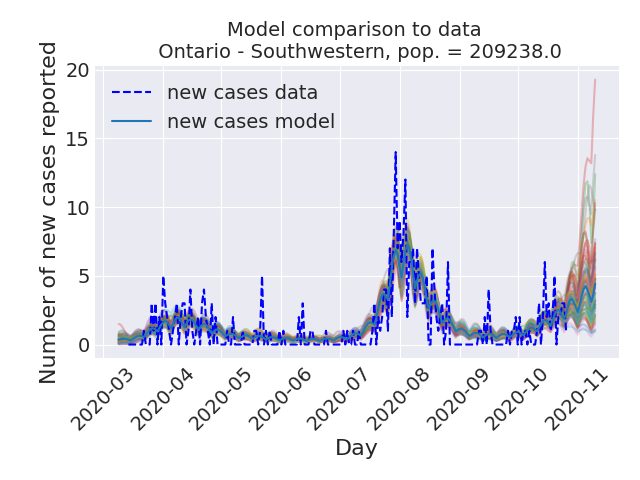 Model comparison to data
Ontario - Southwestern, pop. = 209238.0
Number of new cases reported
20
15
10
5
0
new cases data
new cases model
2020-03
2020-04
2020-05
2020-06
2020-07
2020-08
2020-09
2020-10
2020-11
Day